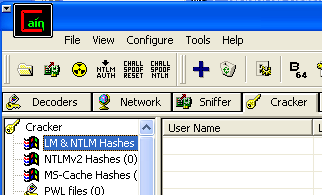 Cain
File View Configure Tools Help
NTLM AUTH CHALL SPOOF HASHES CHALL SPOOF NTLM B 64
Decoders Network Sniffer Cracker
Cracker
User Name L
LM & NTLM Hashes
NTLMv2 Hashes (0)
MS-Cache Hashes (
PWL files (0)